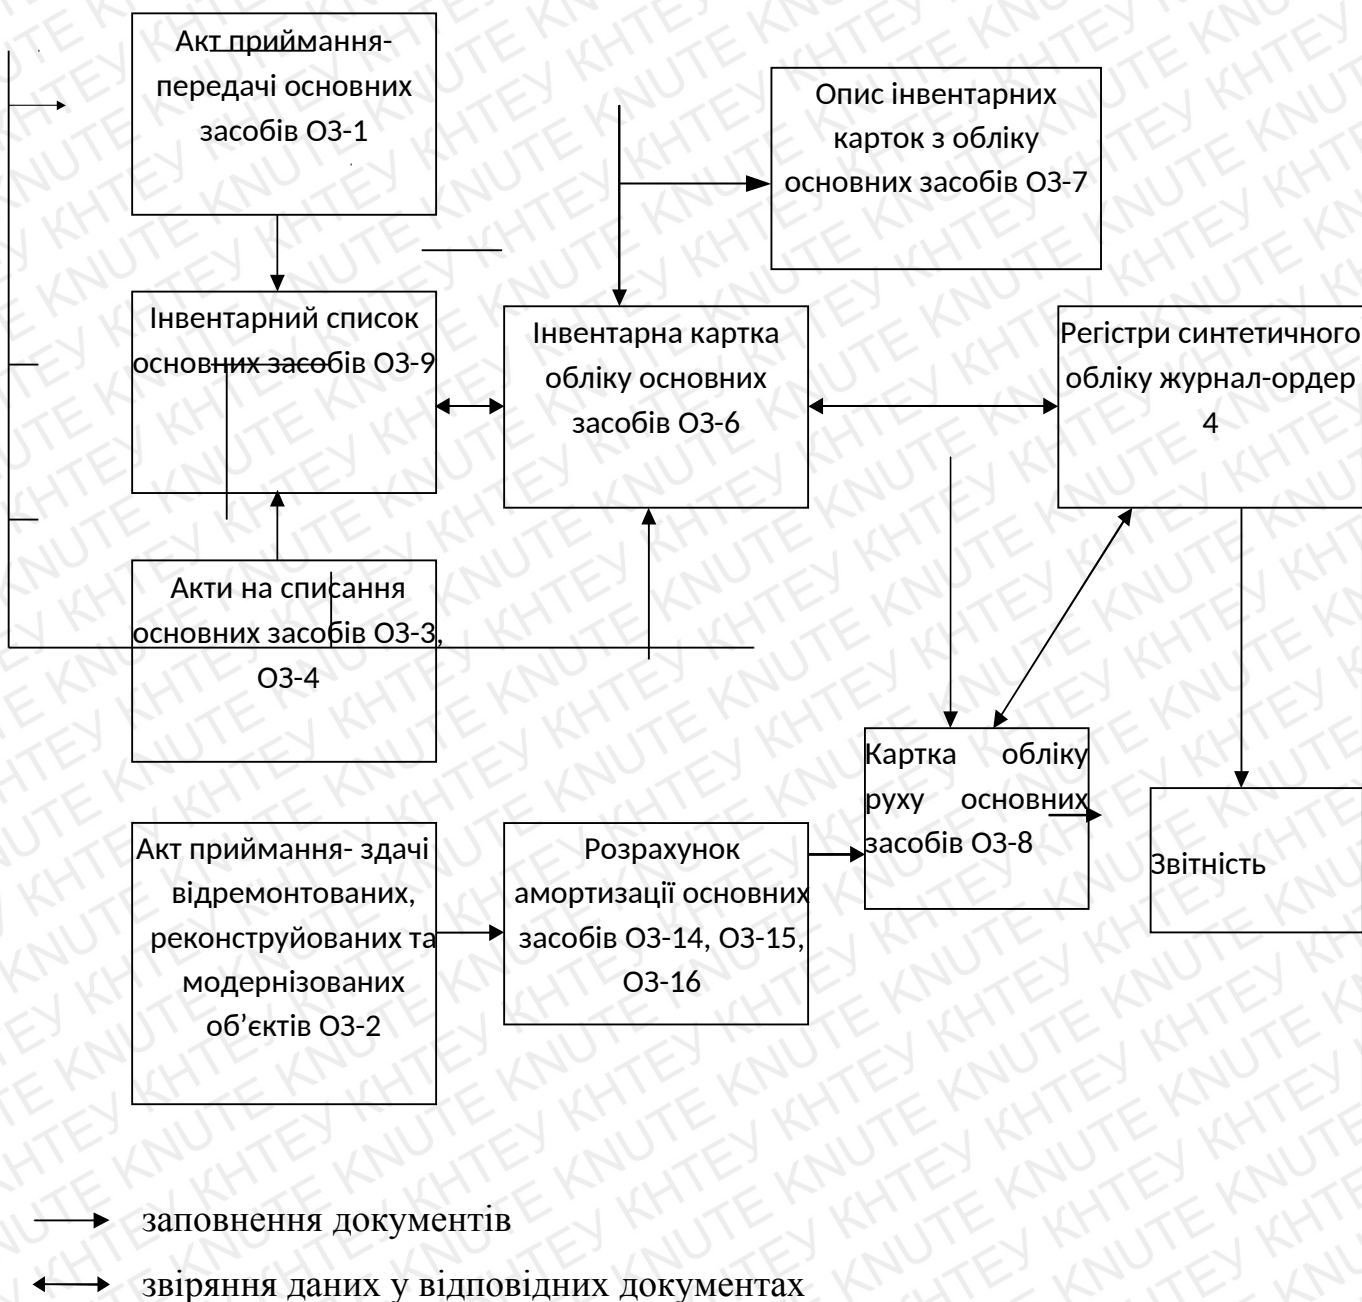 Акт приймання-
передачі основних
засобів ОЗ-1
Опис інвентарних
карток з обліку
основних засобів ОЗ-7
Інвентарний список
основних засобів ОЗ-9
Інвентарна картка
обліку основних
засобів ОЗ-6
Регістри синтетичного
обліку журнал-ордер
4
Акти на списання
основних засобів ОЗ-3,
ОЗ-4
Картка обліку
руху основних
засобів ОЗ-8
Звітність
Акт приймання- здачі
відремонтованих,
реконструйованих та
модернізованих
об’єктів ОЗ-2
Розрахунок
амортизації основних
засобів ОЗ-14, ОЗ-15,
ОЗ-16
заповнення документів
звіряння даних у відповідних документах